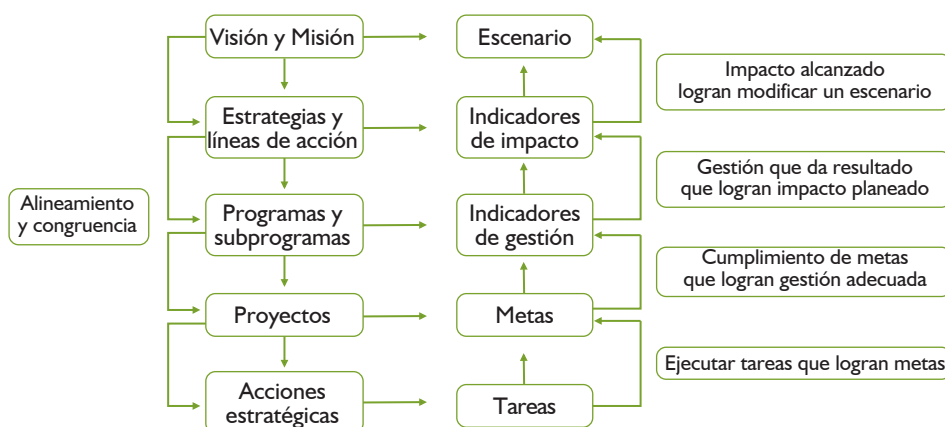 Visión y Misión
Escenario
Impacto alcanzado
logran modificar un escenario
Estrategias y
líneas de acción
Indicadores
de impacto
Gestión que da resultado
que logran impacto planeado
Alineamiento
y congruencia
Programas y
subprogramas
Indicadores
de gestión
Cumplimiento de metas
que logran gestión adecuada
Proyectos
Metas
Ejecutar tareas que logran metas
Acciones
estratégicas
Tareas